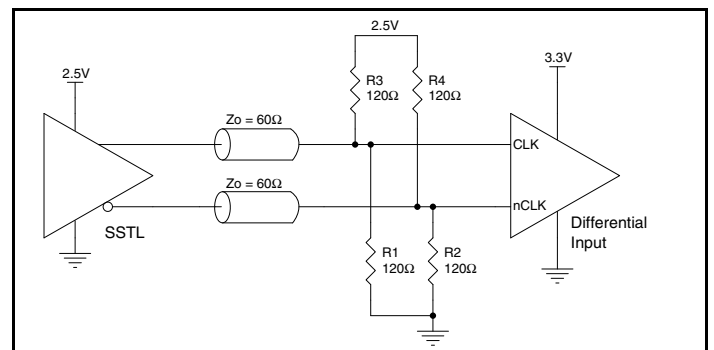 2.5V
3.3V
2.5V
R3
120Ω
R4
120Ω
Zo = 60Ω
CLK
Zo = 60Ω
nCLK
SSTL
Differential
Input
R1
120Ω
R2
120Ω